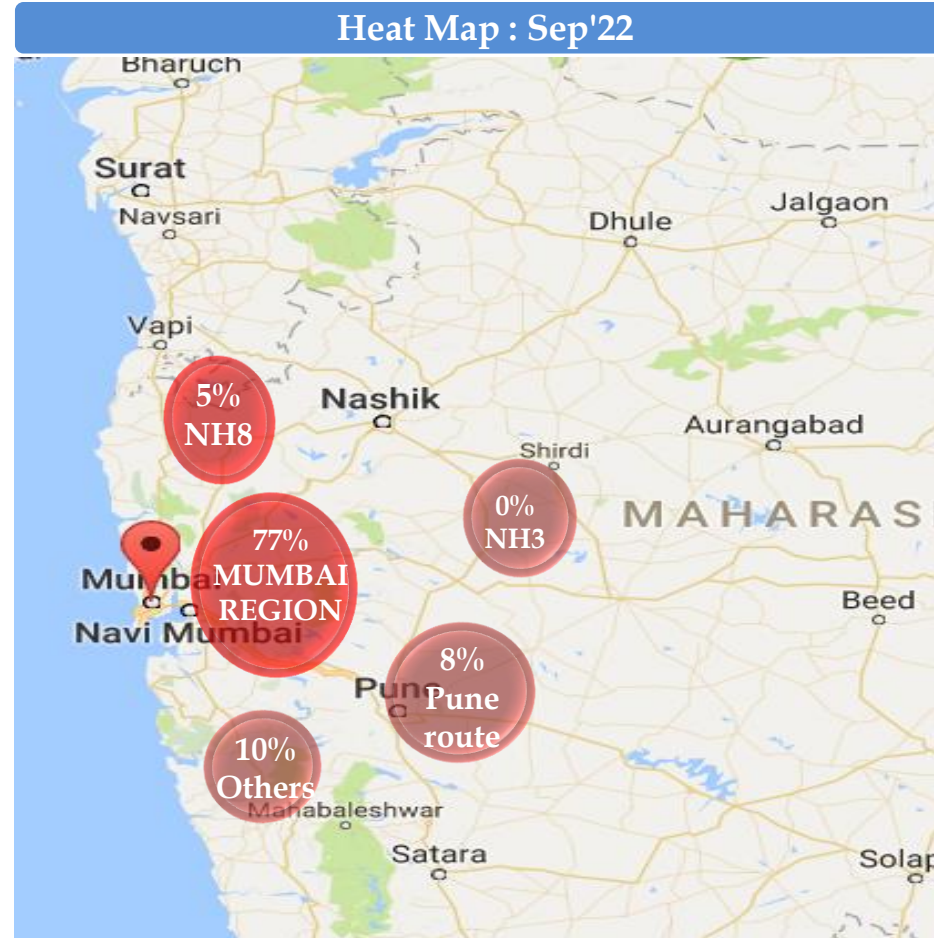 Heat Map : Sep'22
Bharuch
Surat
Navsari
Dhule
Jalgaon
Vapi
5%
NH8
Nashik
Aurangabad
Shirdi
0%
NH3
MAHARAS
77%
MUMBAI
REGION
Mumbai
Navi Mumbai
Beed
8%
Pune
Pune
route
10%
Others
Mahabaleshwar
Satara
Solap